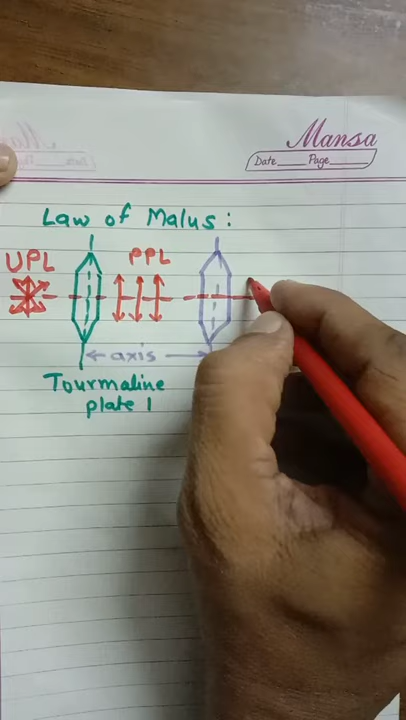 Mansa
Date Page
Law of Malus:
UPL PPL
axis
Tourmaline
plate 1